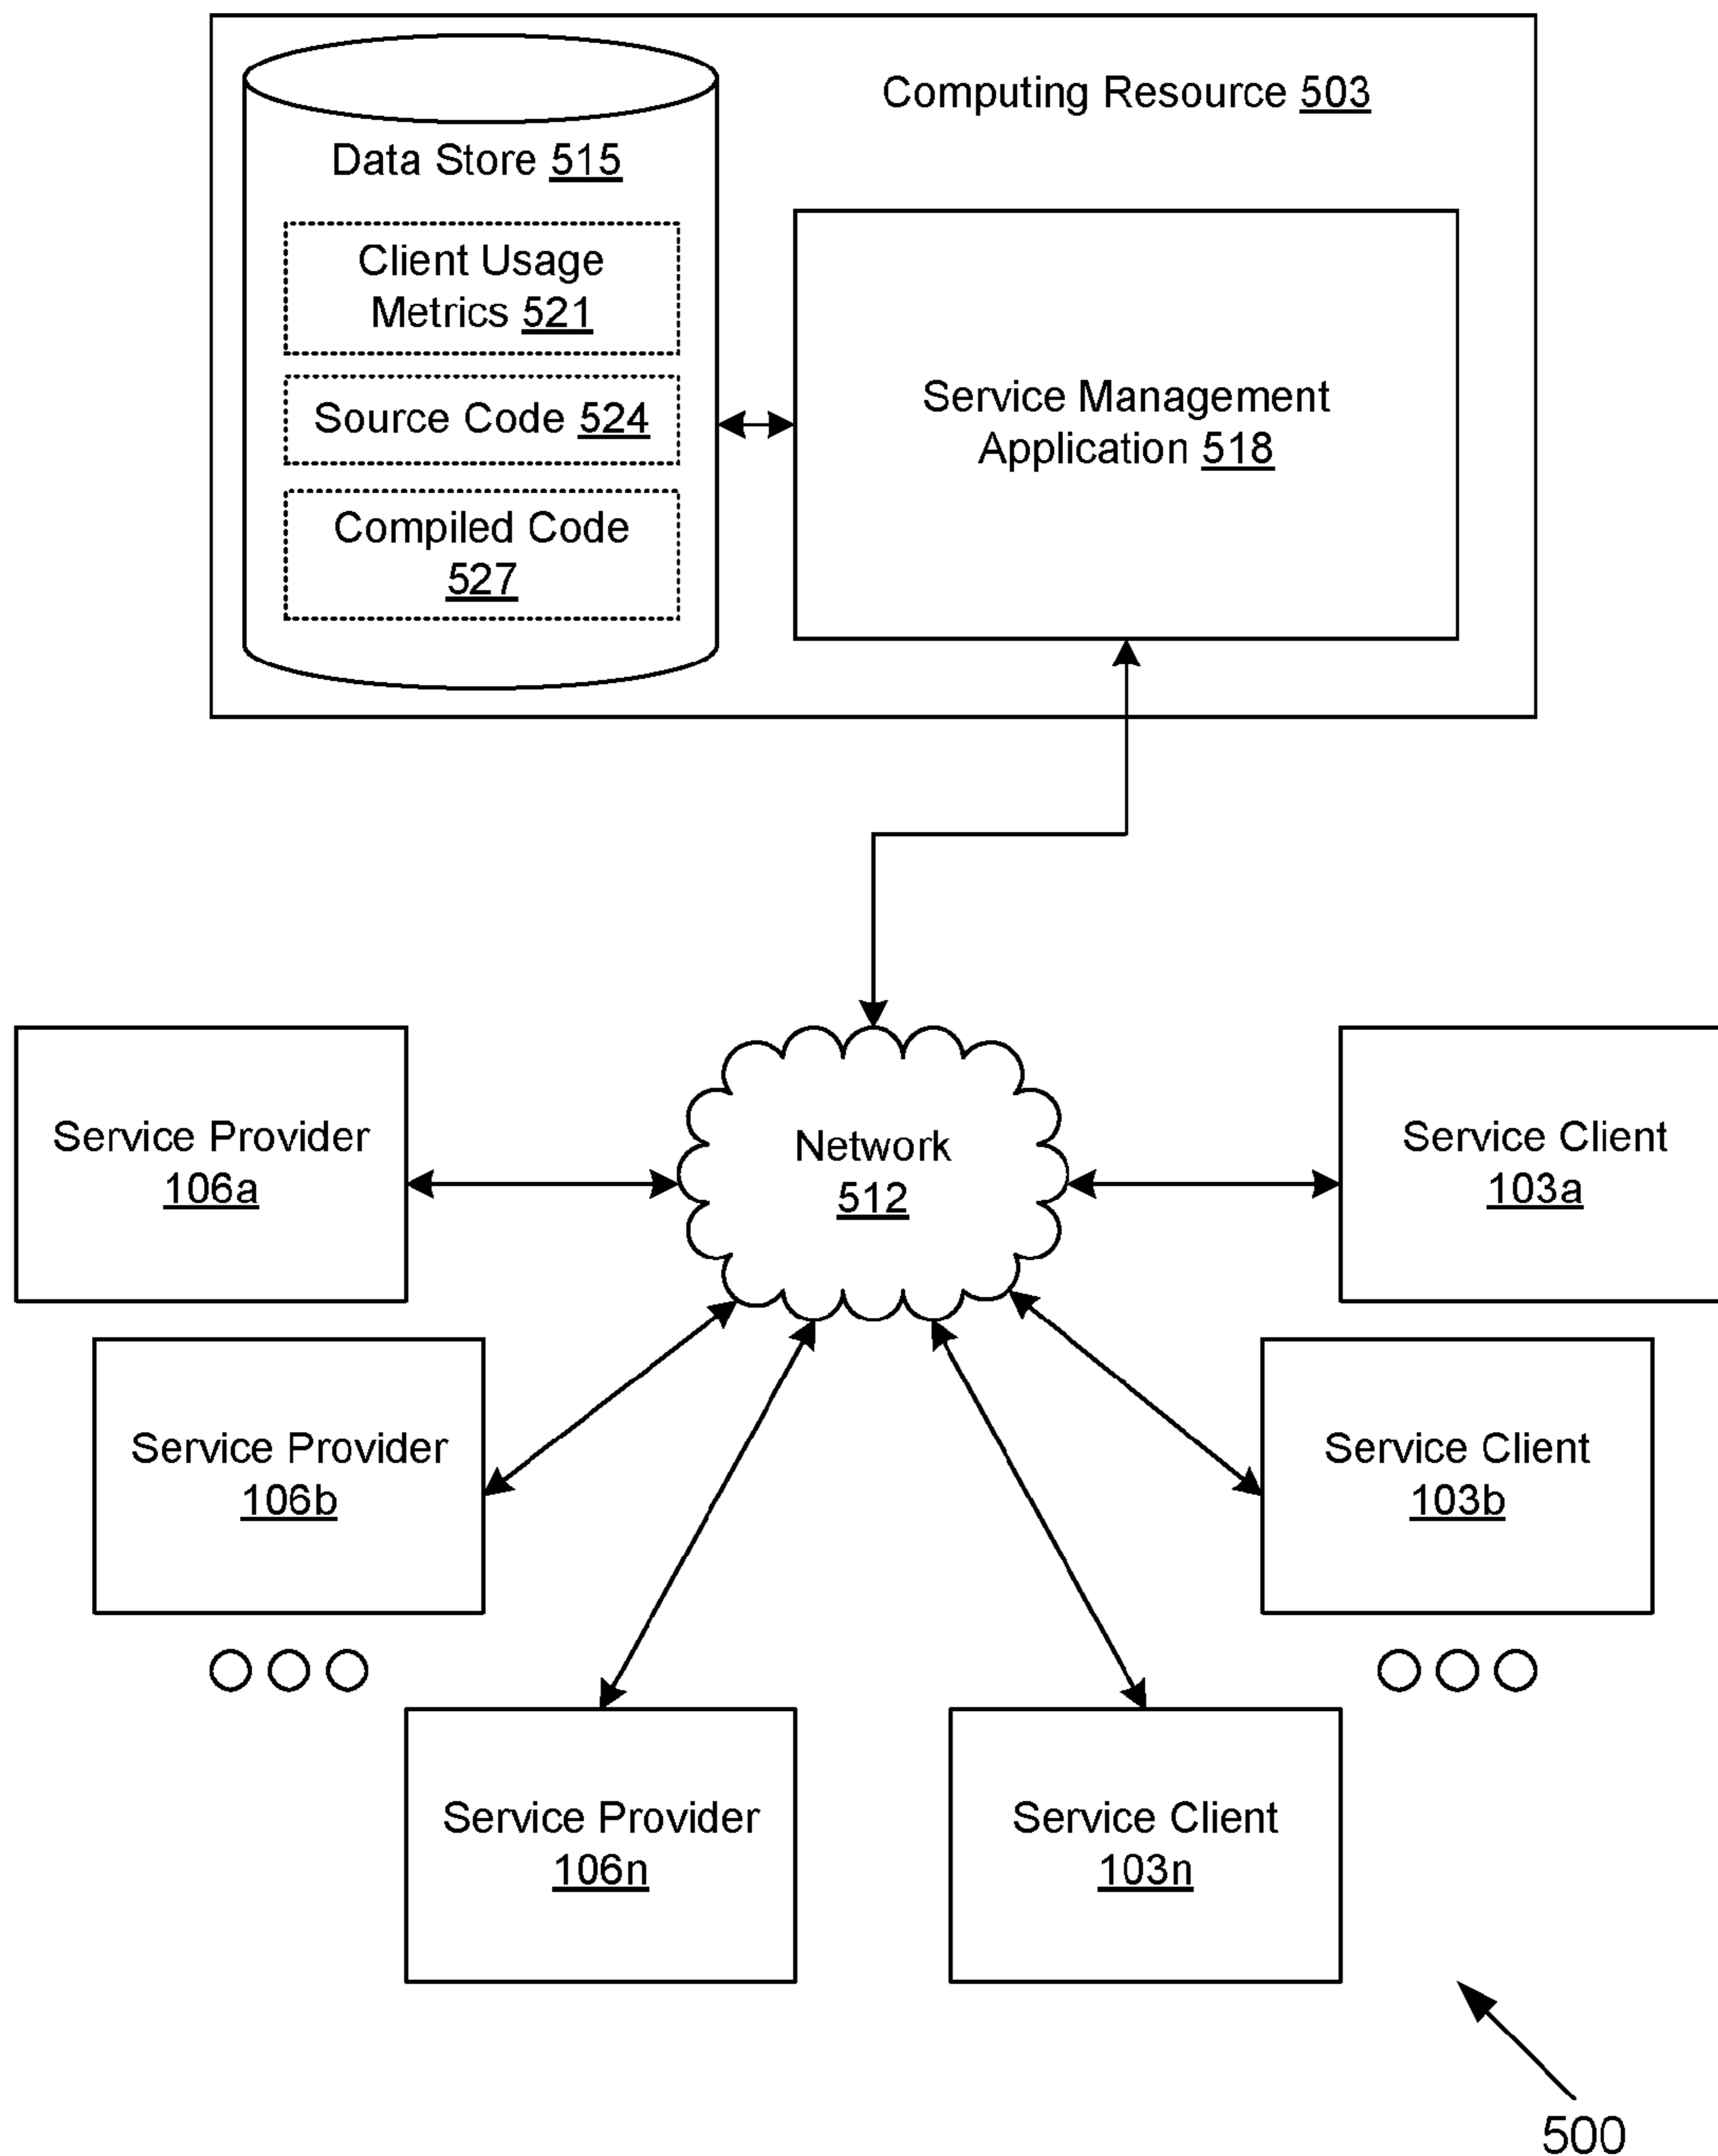 Computing Resource 503
Data Store 515
Client Usage
Metrics 521
Source Code 524
Compiled Code
527
Service Management
Application 518
Network
512
Service Provider
106a
Service Client
103a
Service Provider
106b
Service Client
103b
Service Provider
106n
Service Client
103n
500